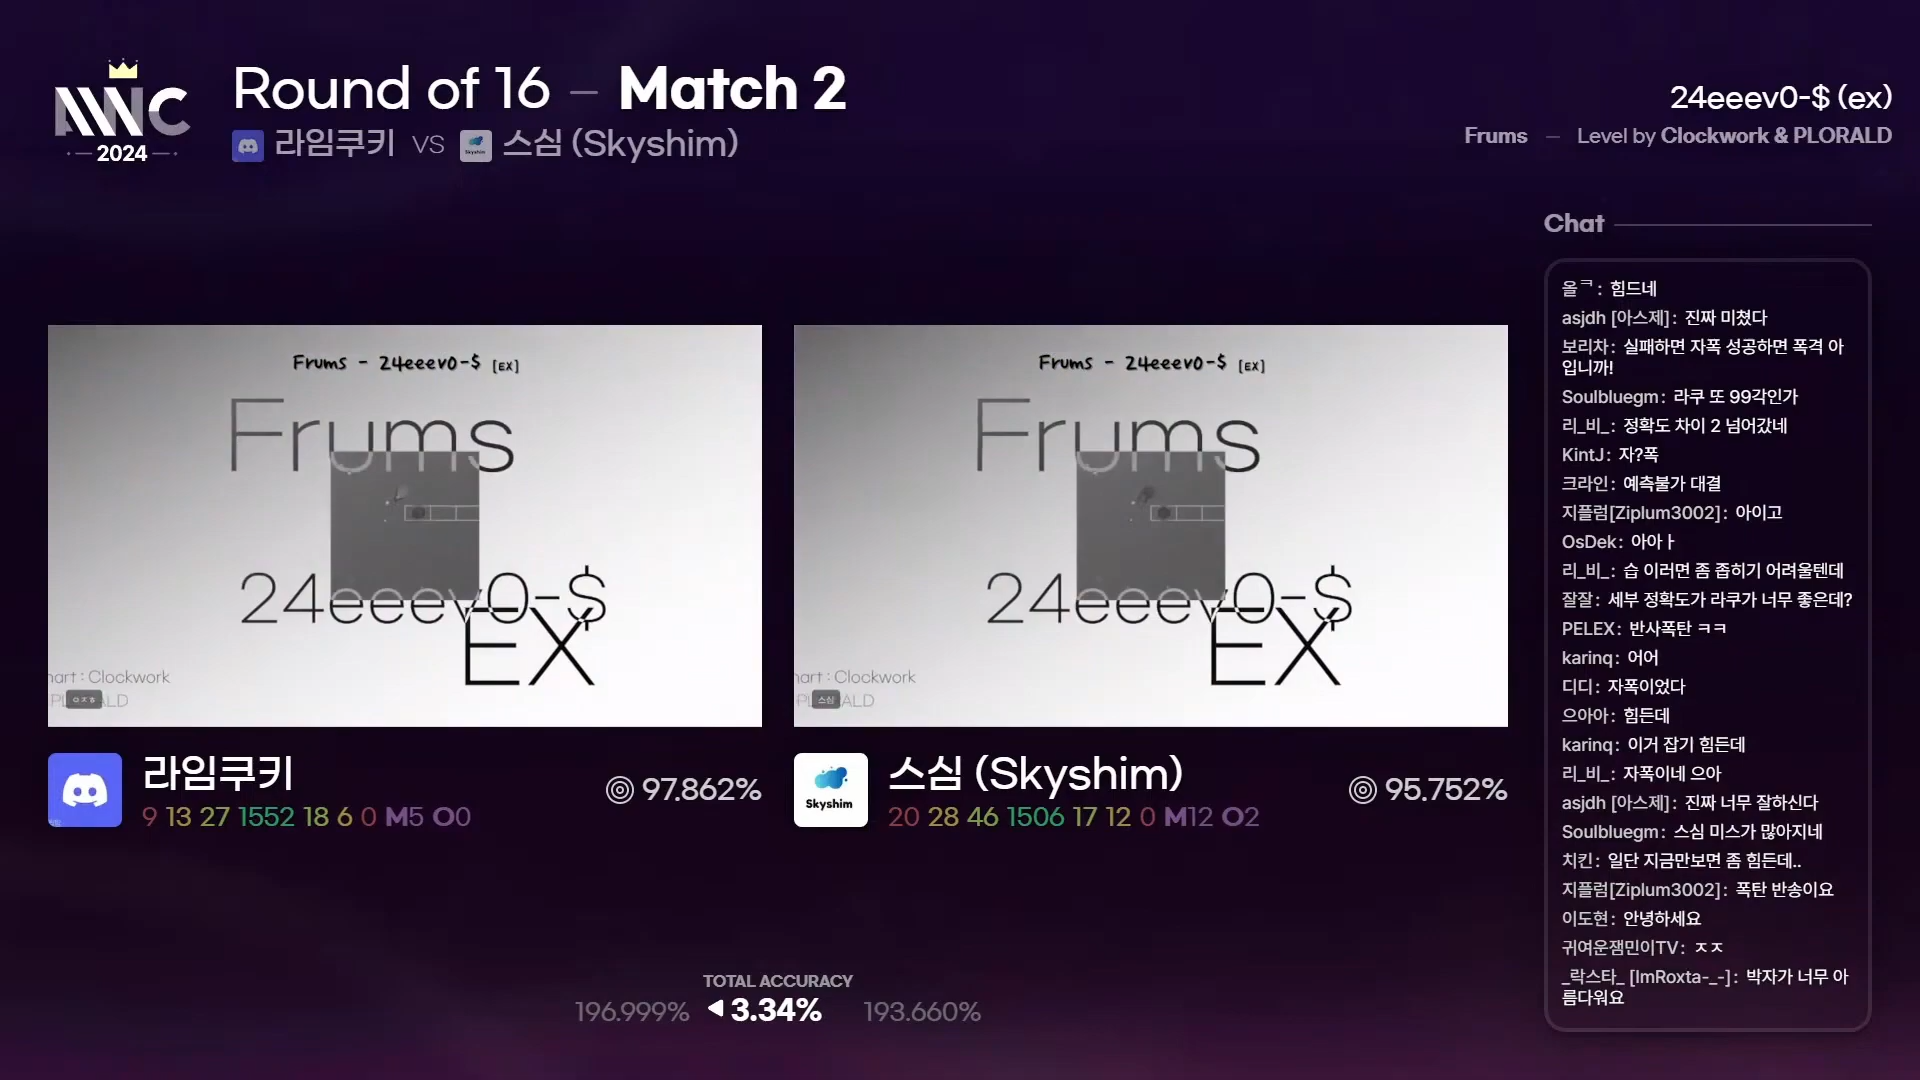 AWC
2024
Round of 16 — Match 2
라임쿠키 VS 스심 (Skyshim)
24eeev0-$ (ex)
Frums — Level by Clockwork & PLORALD
Chat
올ㅋ : 힘드네
asjdh [아스제] : 진짜 미쳤다
보리차 : 실패하면 자폭 성공하면 폭격 아
입니까!
Soulbluegm : 라쿠 또 99각인가
리_비_ : 정확도 차이 2 넘어갔네
KintJ : 자?폭
크라인 : 예측불가 대결
지플럼[Ziplum3002] : 아이고
OsDek : 아아ㅏ
리_비_ : 습 이러면 좀 좁히기 어려울텐데
잘잘 : 세부 정확도가 라쿠가 너무 좋은데?
PELEX : 반사폭탄 ㅋㅋ
karinq : 어어
디디 : 자폭이었다
으아아 : 힘든데
karinq : 이거 잡기 힘든데
리_비_ : 자폭이네 으아
asjdh [아스제] : 진짜 너무 잘하신다
Soulbluegm : 스심 미스가 많아지네
치킨 : 일단 지금만보면 좀 힘든데..
지플럼[Ziplum3002] : 폭탄 반송이요
이도현 : 안녕하세요
귀여운잼민이TV : ㅈㅈ
_락스타_ [ImRoxta-_-] : 박자가 너무 아
름다워요
Frums - 24eeev0-$ [EX]
Frums
24eeev0-$
EX
hart : Clockwork
PL ALD
ㅇㅈㅎ
Frums - 24eeev0-$ [EX]
Frums
24eeev0-$
EX
hart : Clockwork
PL ALD
스심
라임쿠키
97.862%
9 13 27 1552 18 6 0 M5 O0
Skyshim
스심 (Skyshim)
95.752%
20 28 46 1506 17 12 0 M12 O2
TOTAL ACCURACY
196.999% ◀ 3.34% 193.660%